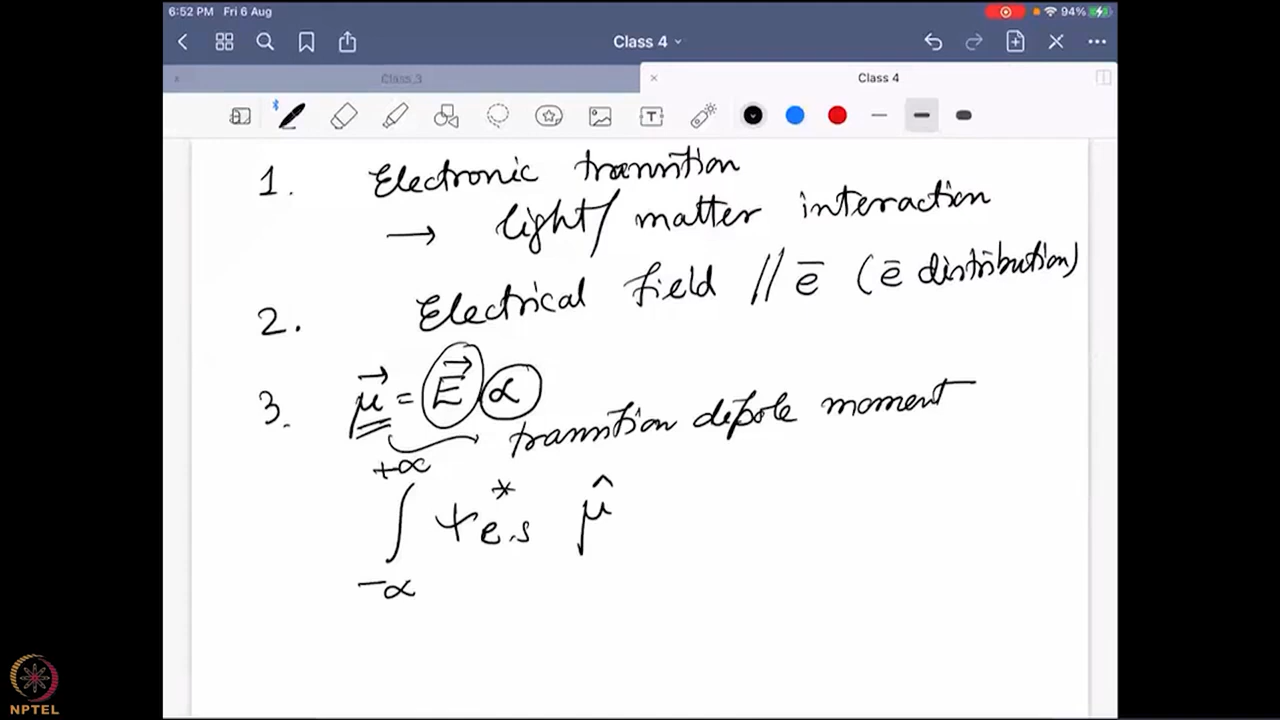 6:52 PM Fri 6 Aug 94%
Class 4
Class 3 Class 4
T
1. Electronic transition
→ light/matter interaction
2. Electrical field // ē (ē distribution)
3. μ⃗ = E⃗ α
transition dipole moment
+∝
∫ ψ*e.s μ̂
-∝
NPTEL